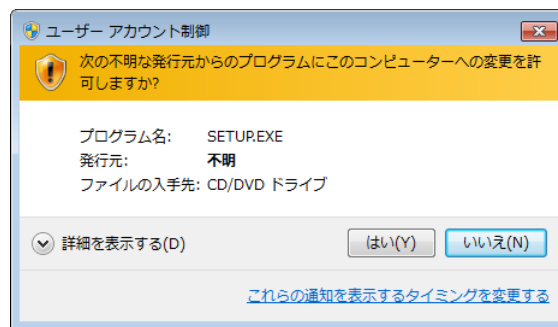 ユーザー アカウント制御
次の不明な発行元からのプログラムにこのコンピューターへの変更を許
可しますか?
プログラム名: SETUP.EXE
発行元: 不明
ファイルの入手先: CD/DVD ドライブ
詳細を表示する(D) はい(Y) いいえ(N)
これらの通知を表示するタイミングを変更する